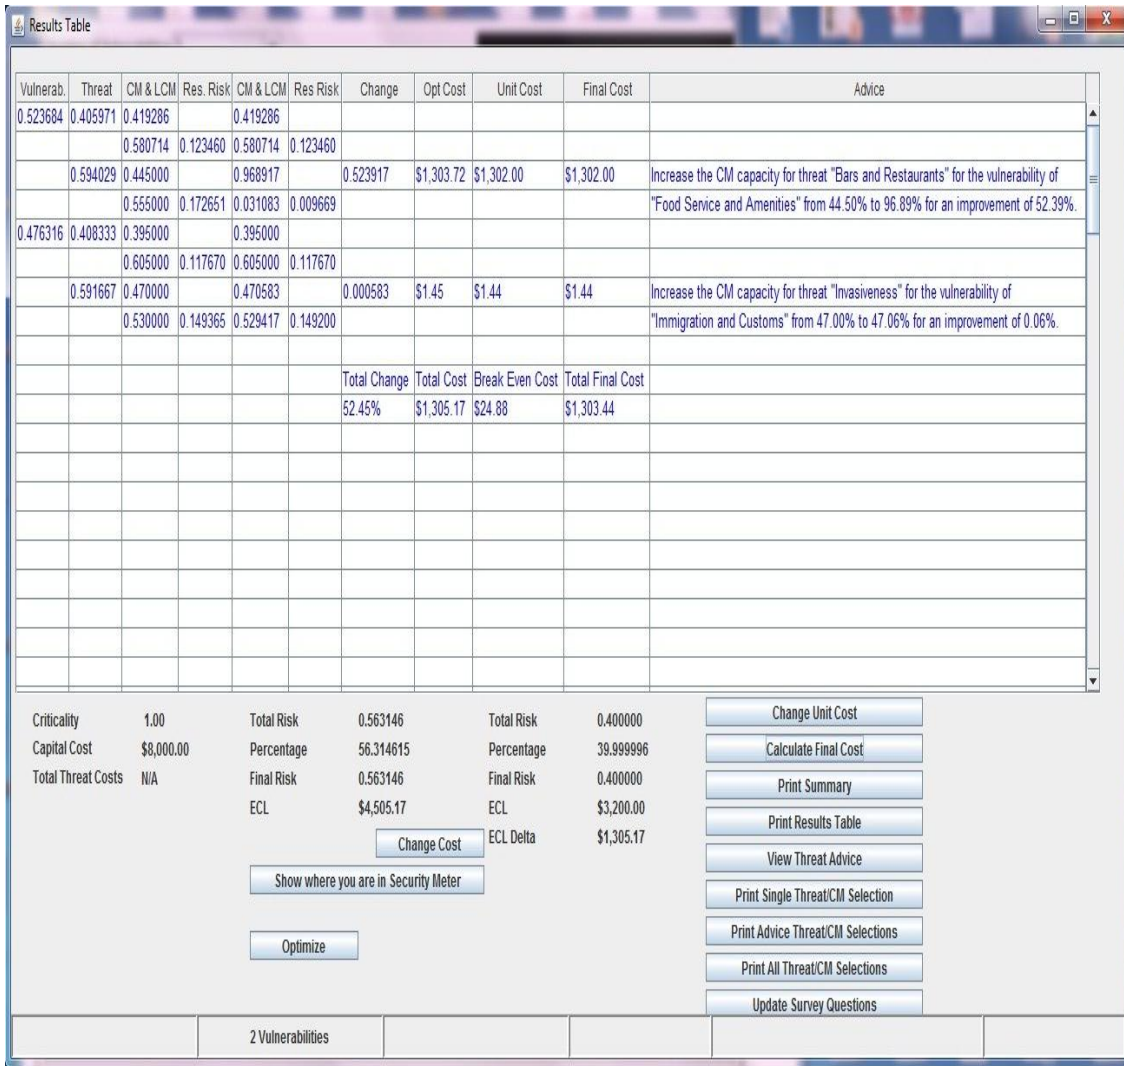 Results Table
Vulnerab. Threat CM & LCM Res. Risk CM & LCM Res Risk Change Opt Cost Unit Cost Final Cost Advice
0.523684 0.405971 0.419286 0.419286
0.580714 0.123460 0.580714 0.123460
0.594029 0.445000 0.968917 0.523917 $1,303.72 $1,302.00 $1,302.00 Increase the CM capacity for threat "Bars and Restaurants" for the vulnerability of
0.555000 0.172651 0.031083 0.009669 "Food Service and Amenities" from 44.50% to 96.89% for an improvement of 52.39%.
0.476316 0.408333 0.395000 0.395000
0.605000 0.117670 0.605000 0.117670
0.591667 0.470000 0.470583 0.000583 $1.45 $1.44 $1.44 Increase the CM capacity for threat "Invasiveness" for the vulnerability of
0.530000 0.149365 0.529417 0.149200 "Immigration and Customs" from 47.00% to 47.06% for an improvement of 0.06%.
Total Change Total Cost Break Even Cost Total Final Cost
52.45% $1,305.17 $24.88 $1,303.44
Criticality 1.00 Total Risk 0.563146 Total Risk 0.400000 Change Unit Cost
Capital Cost $8,000.00 Percentage 56.314615 Percentage 39.999996 Calculate Final Cost
Total Threat Costs N/A Final Risk 0.563146 Final Risk 0.400000 Print Summary
ECL $4,505.17 ECL $3,200.00 Print Results Table
Change Cost ECL Delta $1,305.17 View Threat Advice
Show where you are in Security Meter Print Single Threat/CM Selection
Optimize Print Advice Threat/CM Selections
Print All Threat/CM Selections
Update Survey Questions
2 Vulnerabilities